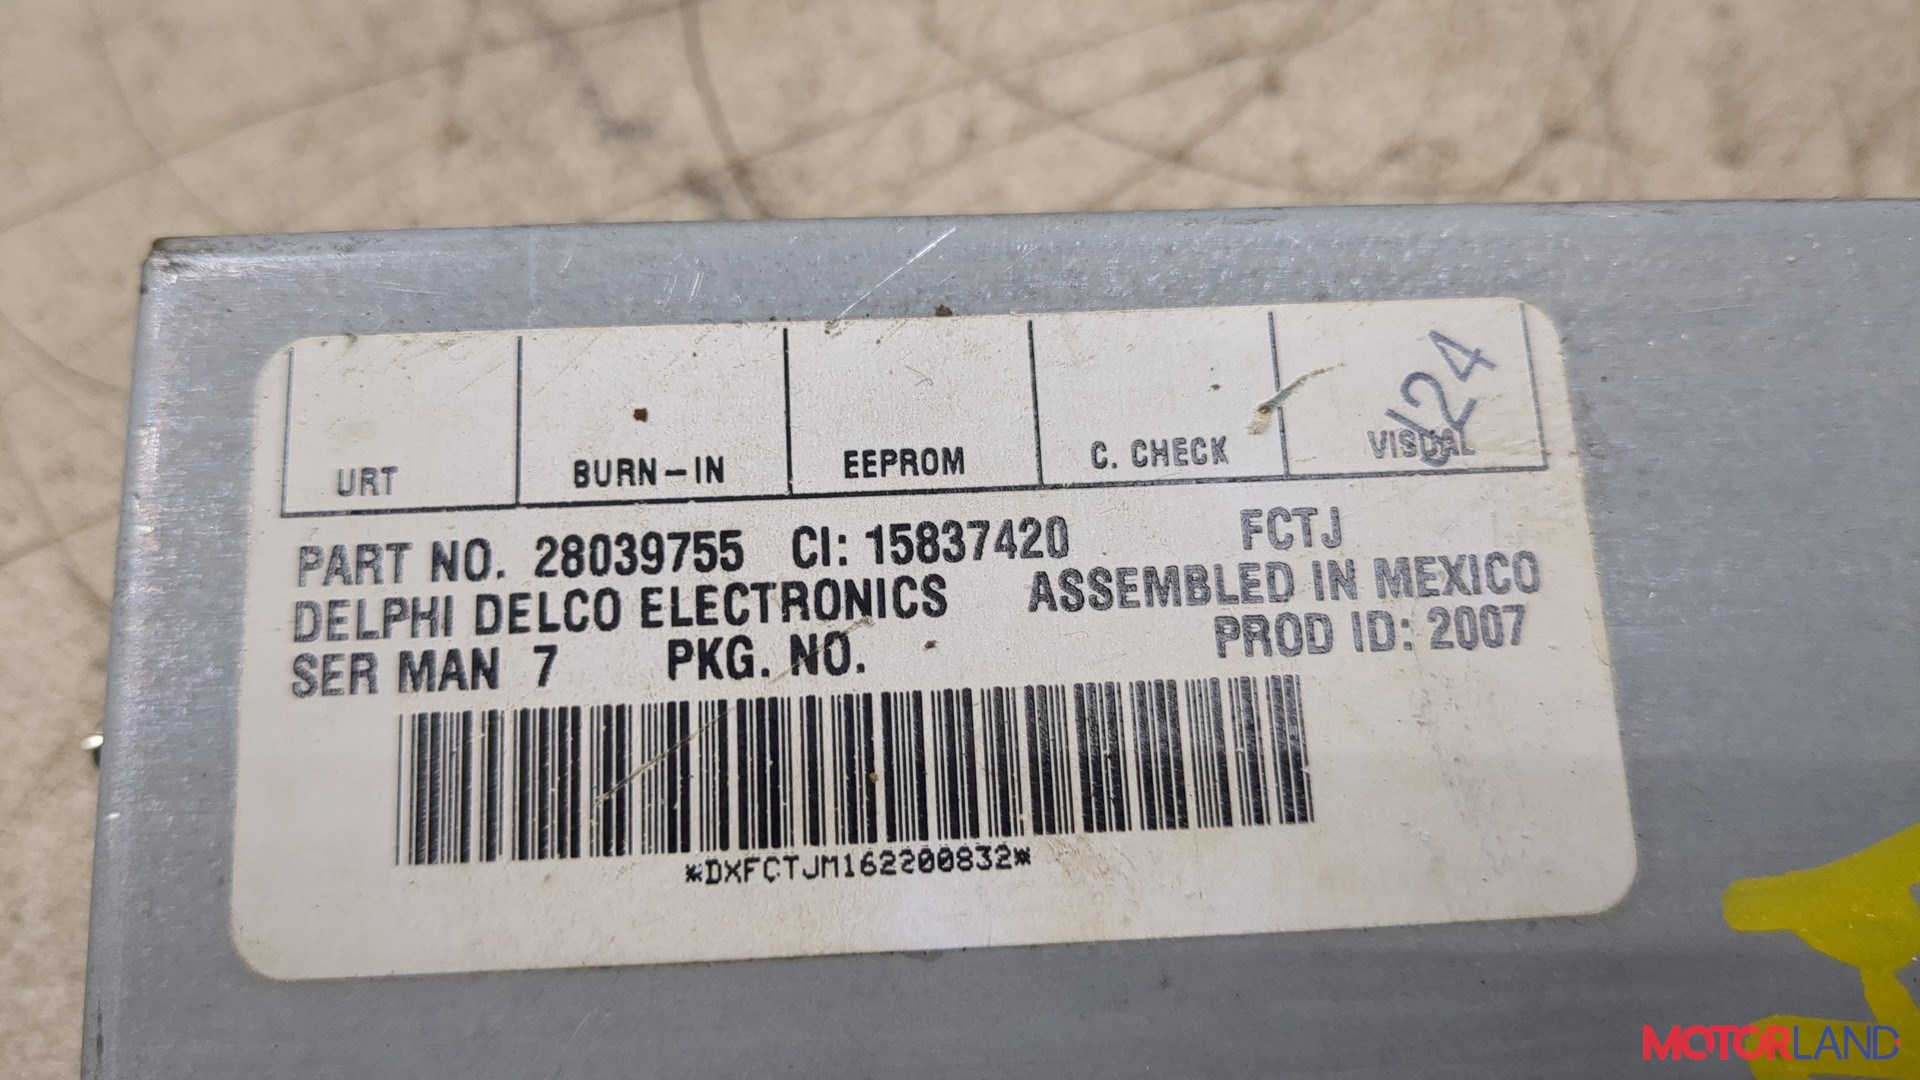 J24
URT BURN-IN EEPROM C. CHECK VISUAL
PART NO. 28039755 CI: 15837420 FCTJ
DELPHI DELCO ELECTRONICS ASSEMBLED IN MEXICO
SER MAN 7 PKG. NO. PROD ID: 2007
*DXFCTJM162200832*
MOTORLAND